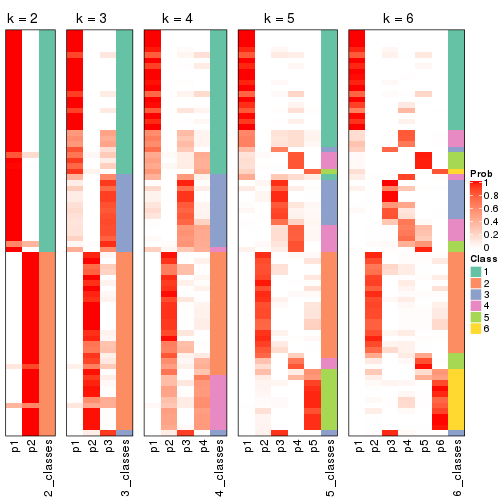 k = 2
k = 3
k = 4
k = 5
k = 6
p1
p2
2_classes
p1
p2
p3
3_classes
p1
p2
p3
p4
4_classes
p1
p2
p3
p4
p5
5_classes
p1
p2
p3
p4
p5
p6
6_classes
Prob
1
0.8
0.6
0.4
0.2
0
Class
1
2
3
4
5
6